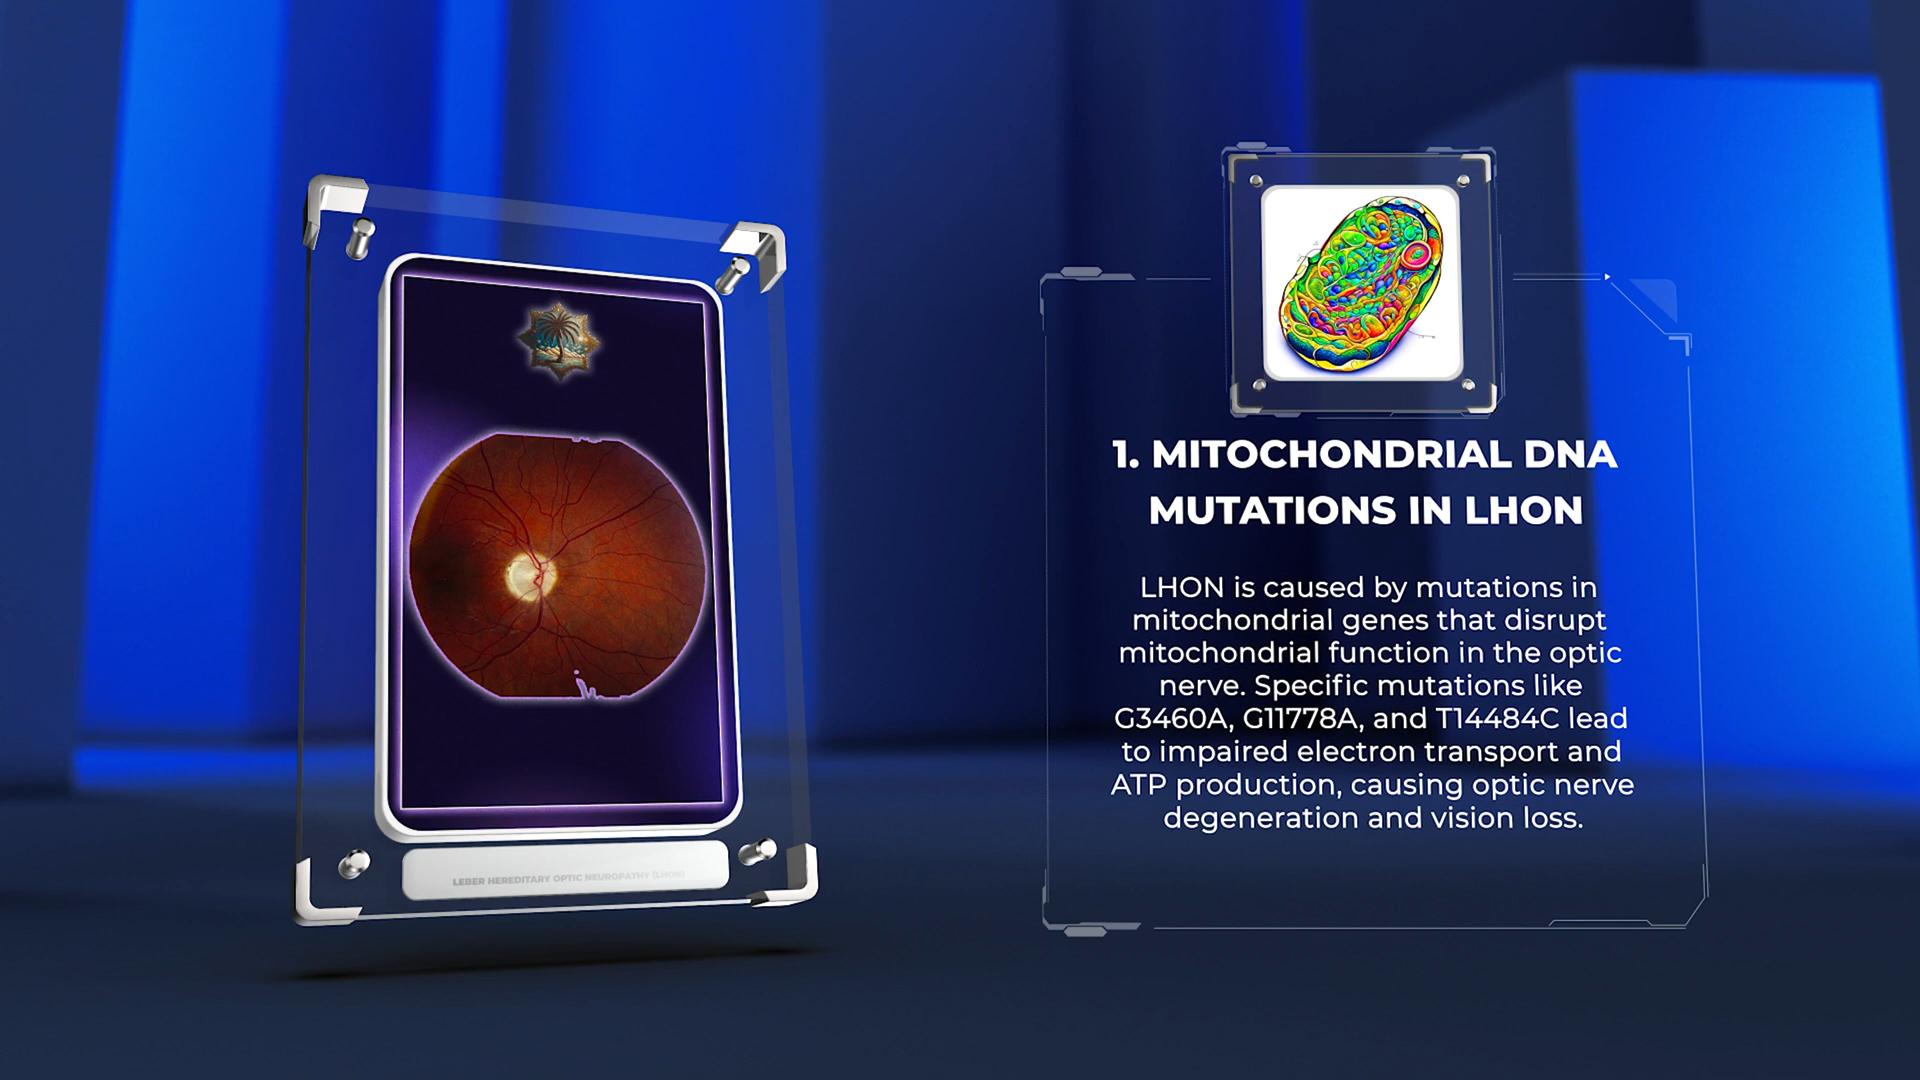 LEBER HEREDITARY OPTIC NEUROPATHY (LHON)
1. MITOCHONDRIAL DNA
MUTATIONS IN LHON
LHON is caused by mutations in
mitochondrial genes that disrupt
mitochondrial function in the optic
nerve. Specific mutations like
G3460A, G11778A, and T14484C lead
to impaired electron transport and
ATP production, causing optic nerve
degeneration and vision loss.